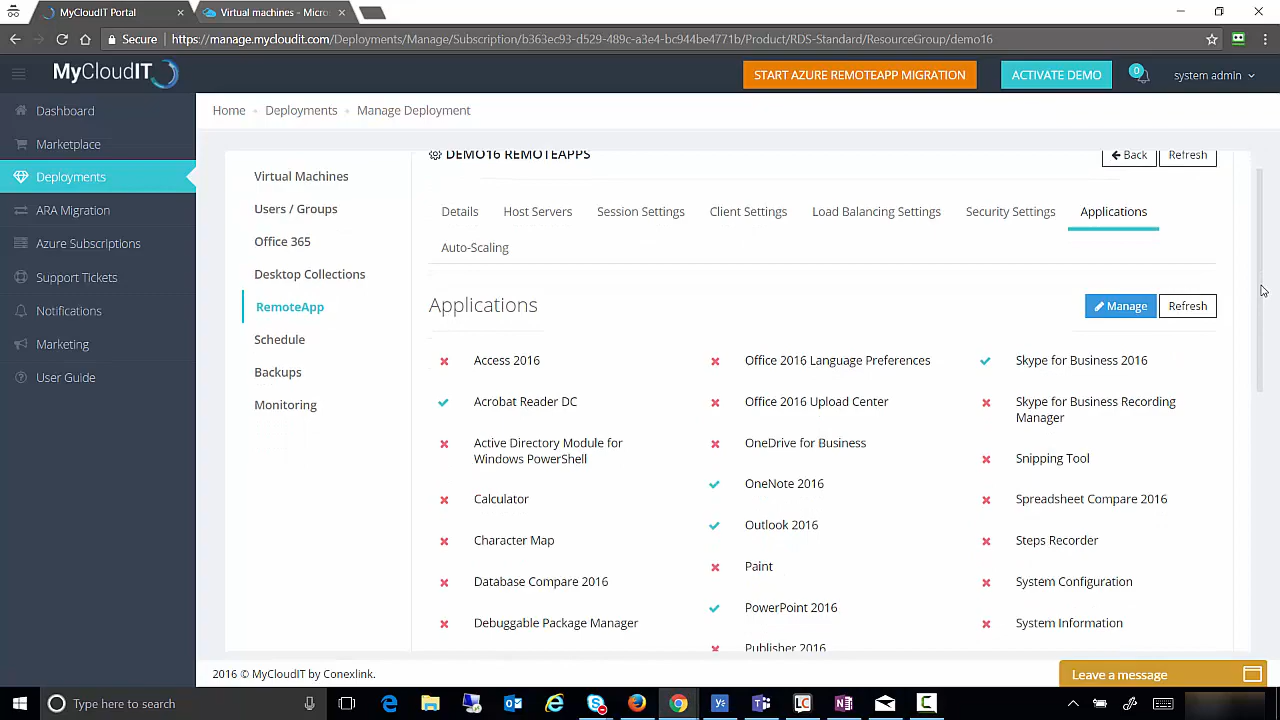 MyCloudIT Portal
Virtual machines - Micro
Secure
https://manage.mycloudit.com/Deployments/Manage/Subscription/b363ec93-d529-489c-a3e4-bc944be4771b/Product/RDS-Standard/ResourceGroup/demo16
MyCloudIT
START AZURE REMOTEAPP MIGRATION
ACTIVATE DEMO
0
system admin
Dashboard
Marketplace
Deployments
ARA Migration
Azure Subscriptions
Support Tickets
Notifications
Marketing
User Guide
Home
Deployments
Manage Deployment
Virtual Machines
Users / Groups
Office 365
Desktop Collections
RemoteApp
Schedule
Backups
Monitoring
DEMO16 REMOTEAPPS
Back
Refresh
Details
Host Servers
Session Settings
Client Settings
Load Balancing Settings
Security Settings
Applications
Auto-Scaling
Applications
Manage
Refresh
Access 2016
Acrobat Reader DC
Active Directory Module for
Windows PowerShell
Calculator
Character Map
Database Compare 2016
Debuggable Package Manager
Office 2016 Language Preferences
Office 2016 Upload Center
OneDrive for Business
OneNote 2016
Outlook 2016
Paint
PowerPoint 2016
Publisher 2016
Skype for Business 2016
Skype for Business Recording
Manager
Snipping Tool
Spreadsheet Compare 2016
Steps Recorder
System Configuration
System Information
2016 © MyCloudIT by Conexlink.
Leave a message
Type here to search